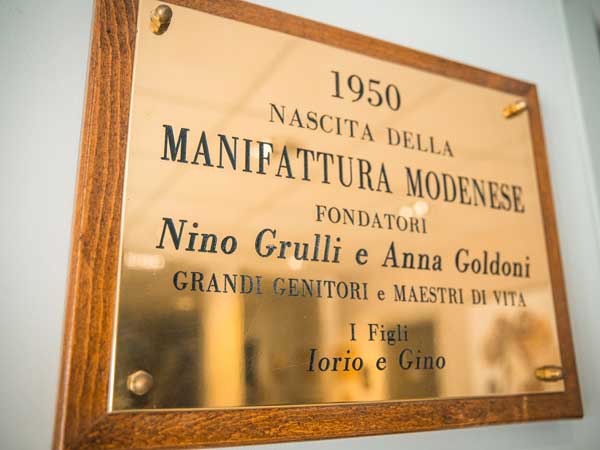 1950
NASCITA DELLA
MANIFATTURA MODENESE
FONDATORI
Nino Grulli e Anna Goldoni
GRANDI GENITORI e MAESTRI DI VITA
I Figli
Iorio e Gino